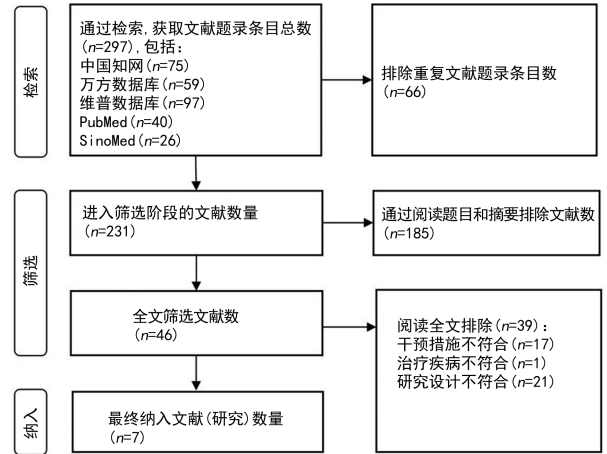 检索
通过检索,获取文献题录条目总数
(n=297),包括:
中国知网(n=75)
万方数据库(n=59)
维普数据库(n=97)
PubMed(n=40)
SinoMed(n=26)
排除重复文献题录条目数
(n=66)
筛选
进入筛选阶段的文献数量
(n=231)
通过阅读题目和摘要排除文献数
(n=185)
全文筛选文献数
(n=46)
阅读全文排除(n=39):
干预措施不符合(n=17)
治疗疾病不符合(n=1)
研究设计不符合(n=21)
纳入
最终纳入文献(研究)数量
(n=7)